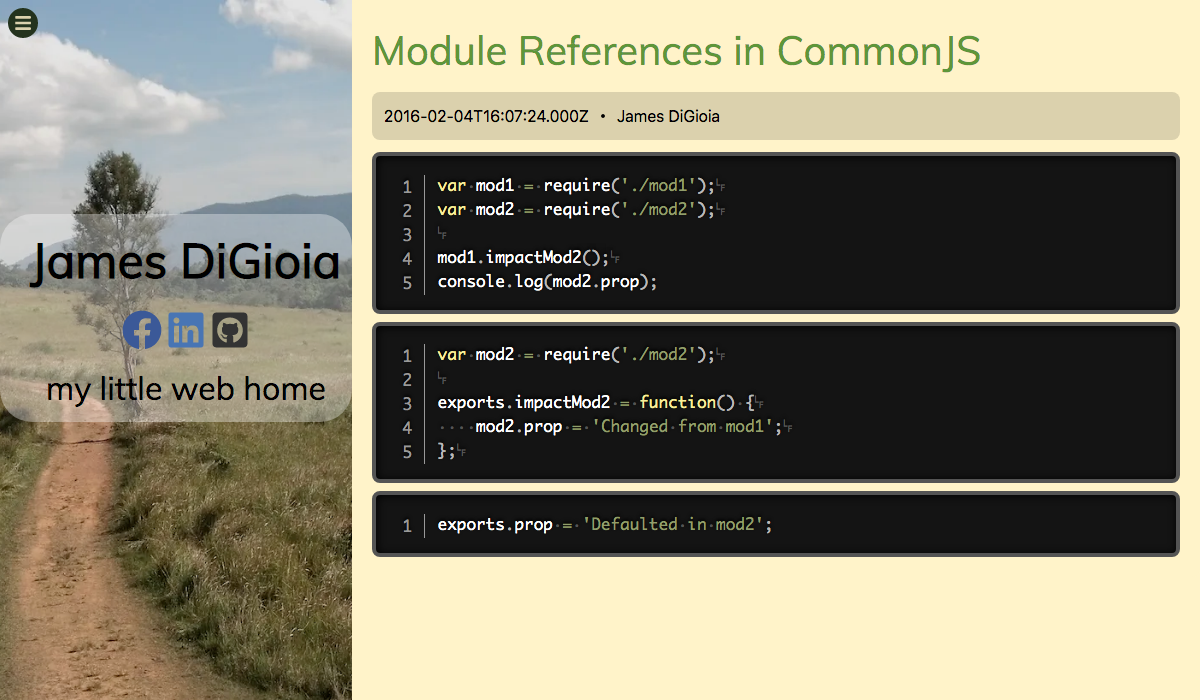 James DiGioia
my little web home
Module References in CommonJS
2016-02-04T16:07:24.000Z • James DiGioia
1 var mod1 = require('./mod1');
2 var mod2 = require('./mod2');
3
4 mod1.impactMod2();
5 console.log(mod2.prop);
1 var mod2 = require('./mod2');
2
3 exports.impactMod2 = function() {
4     mod2.prop = 'Changed from mod1';
5 };
1 exports.prop = 'Defaulted in mod2';